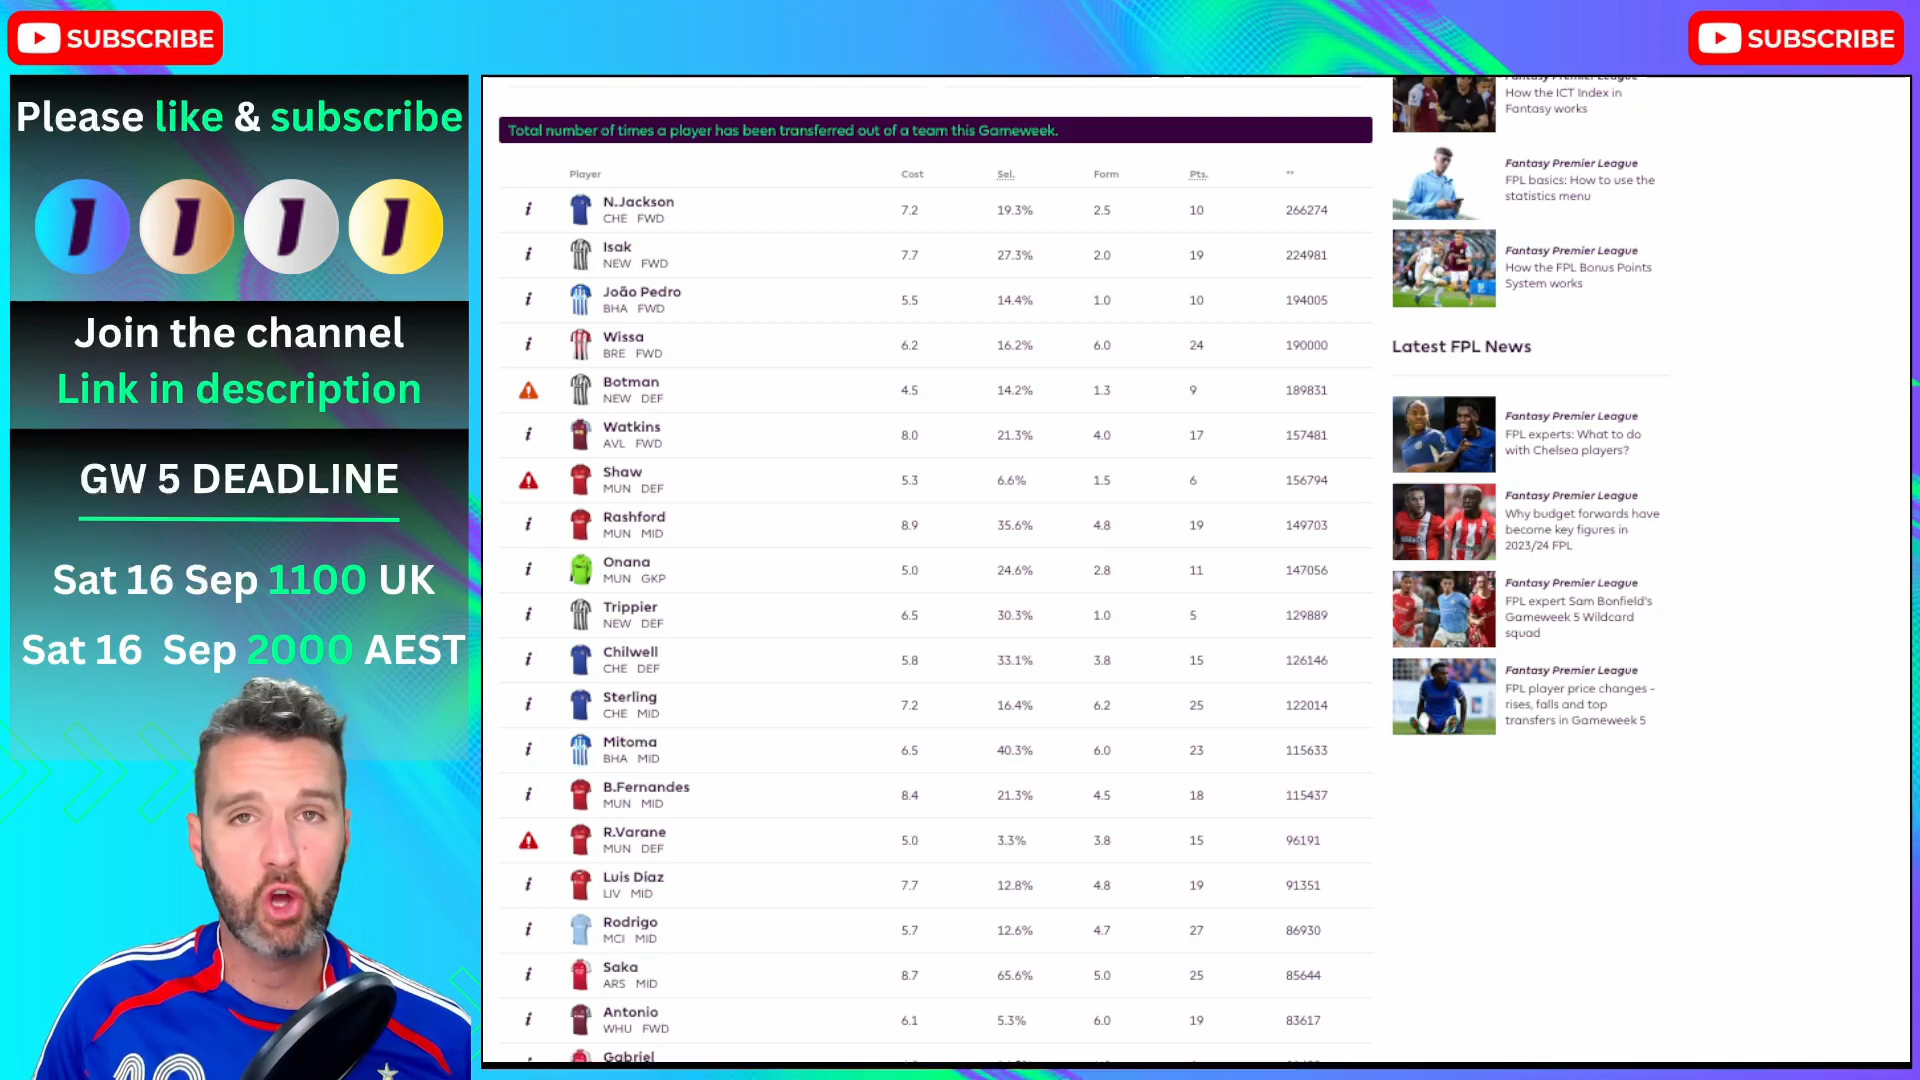 SUBSCRIBE
SUBSCRIBE
Please like & subscribe
Join the channel
Link in description
GW 5 DEADLINE
Sat 16 Sep 1100 UK
Sat 16 Sep 2000 AEST
Total number of times a player has been transferred out of a team this Gameweek.
Player Cost Sel. Form Pts. **
N.Jackson
CHE FWD 7.2 19.3% 2.5 10 266274
Isak
NEW FWD 7.7 27.3% 2.0 19 224981
João Pedro
BHA FWD 5.5 14.4% 1.0 10 194005
Wissa
BRE FWD 6.2 16.2% 6.0 24 190000
Botman
NEW DEF 4.5 14.2% 1.3 9 189831
Watkins
AVL FWD 8.0 21.3% 4.0 17 157481
Shaw
MUN DEF 5.3 6.6% 1.5 6 156794
Rashford
MUN MID 8.9 35.6% 4.8 19 149703
Onana
MUN GKP 5.0 24.6% 2.8 11 147056
Trippier
NEW DEF 6.5 30.3% 1.0 5 129889
Chilwell
CHE DEF 5.8 33.1% 3.8 15 126146
Sterling
CHE MID 7.2 16.4% 6.2 25 122014
Mitoma
BHA MID 6.5 40.3% 6.0 23 115633
B.Fernandes
MUN MID 8.4 21.3% 4.5 18 115437
R.Varane
MUN DEF 5.0 3.3% 3.8 15 96191
Luis Díaz
LIV MID 7.7 12.8% 4.8 19 91351
Rodrigo
MCI MID 5.7 12.6% 4.7 27 86930
Saka
ARS MID 8.7 65.6% 5.0 25 85644
Antonio
WHU FWD 6.1 5.3% 6.0 19 83617
Gabriel
Fantasy Premier League
How the ICT Index in
Fantasy works
Fantasy Premier League
FPL basics: How to use the
statistics menu
Fantasy Premier League
How the FPL Bonus Points
System works
Latest FPL News
Fantasy Premier League
FPL experts: What to do
with Chelsea players?
Fantasy Premier League
Why budget forwards have
become key figures in
2023/24 FPL
Fantasy Premier League
FPL expert Sam Bonfield's
Gameweek 5 Wildcard
squad
Fantasy Premier League
FPL player price changes -
rises, falls and top
transfers in Gameweek 5